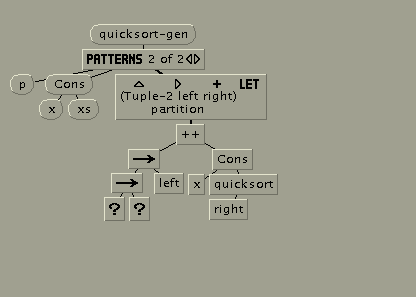 quicksort-gen
PATTERNS 2 of 2
p Cons
x xs
+ LET
(Tuple-2 left right)
partition
++
Cons
left x quicksort
? ? right